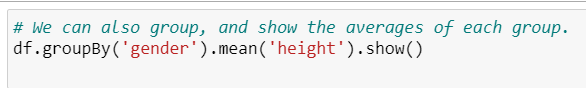 # We can also group, and show the averages of each group.
df.groupBy('gender').mean('height').show()